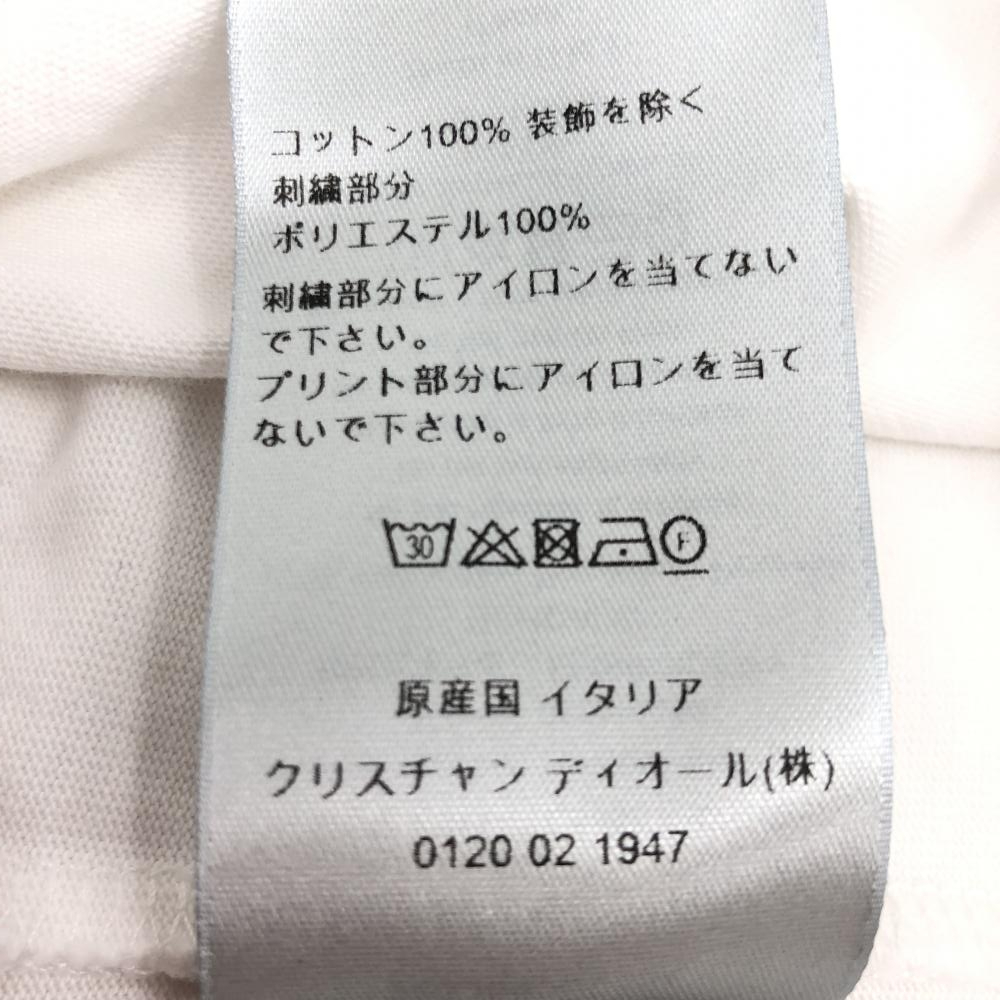 コットン100% 装飾を除く
刺繍部分
ポリエステル100%
刺繍部分にアイロンを当てない
で下さい。
プリント部分にアイロンを当て
ないで下さい。
30 F
原産国 イタリア
クリスチャン ディオール(株)
0120 02 1947